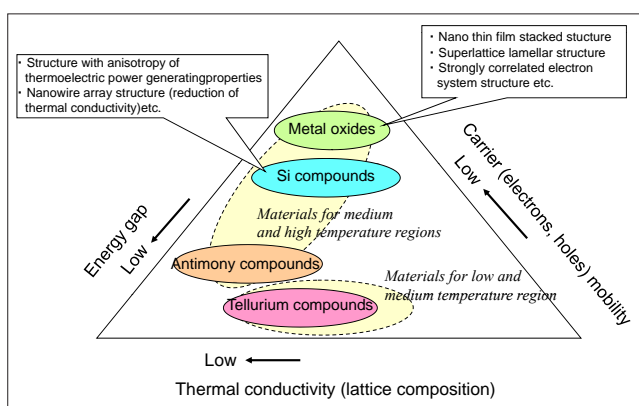 ・Structure with anisotropy of
thermoelectric power generatingproperties
・Nanowire array structure (reduction of
thermal conductivity)etc.
・Nano thin film stacked stucture
・Superlattice lamellar structure
・Strongly correlated electron
system structure etc.
Metal oxides
Si compounds
Materials for medium
and high temperature regions
Energy gap
Low
Carrier (electrons, holes) mobility
Low
Antimony compounds
Materials for low and
medium temperature region
Tellurium compounds
Low
Thermal conductivity (lattice composition)